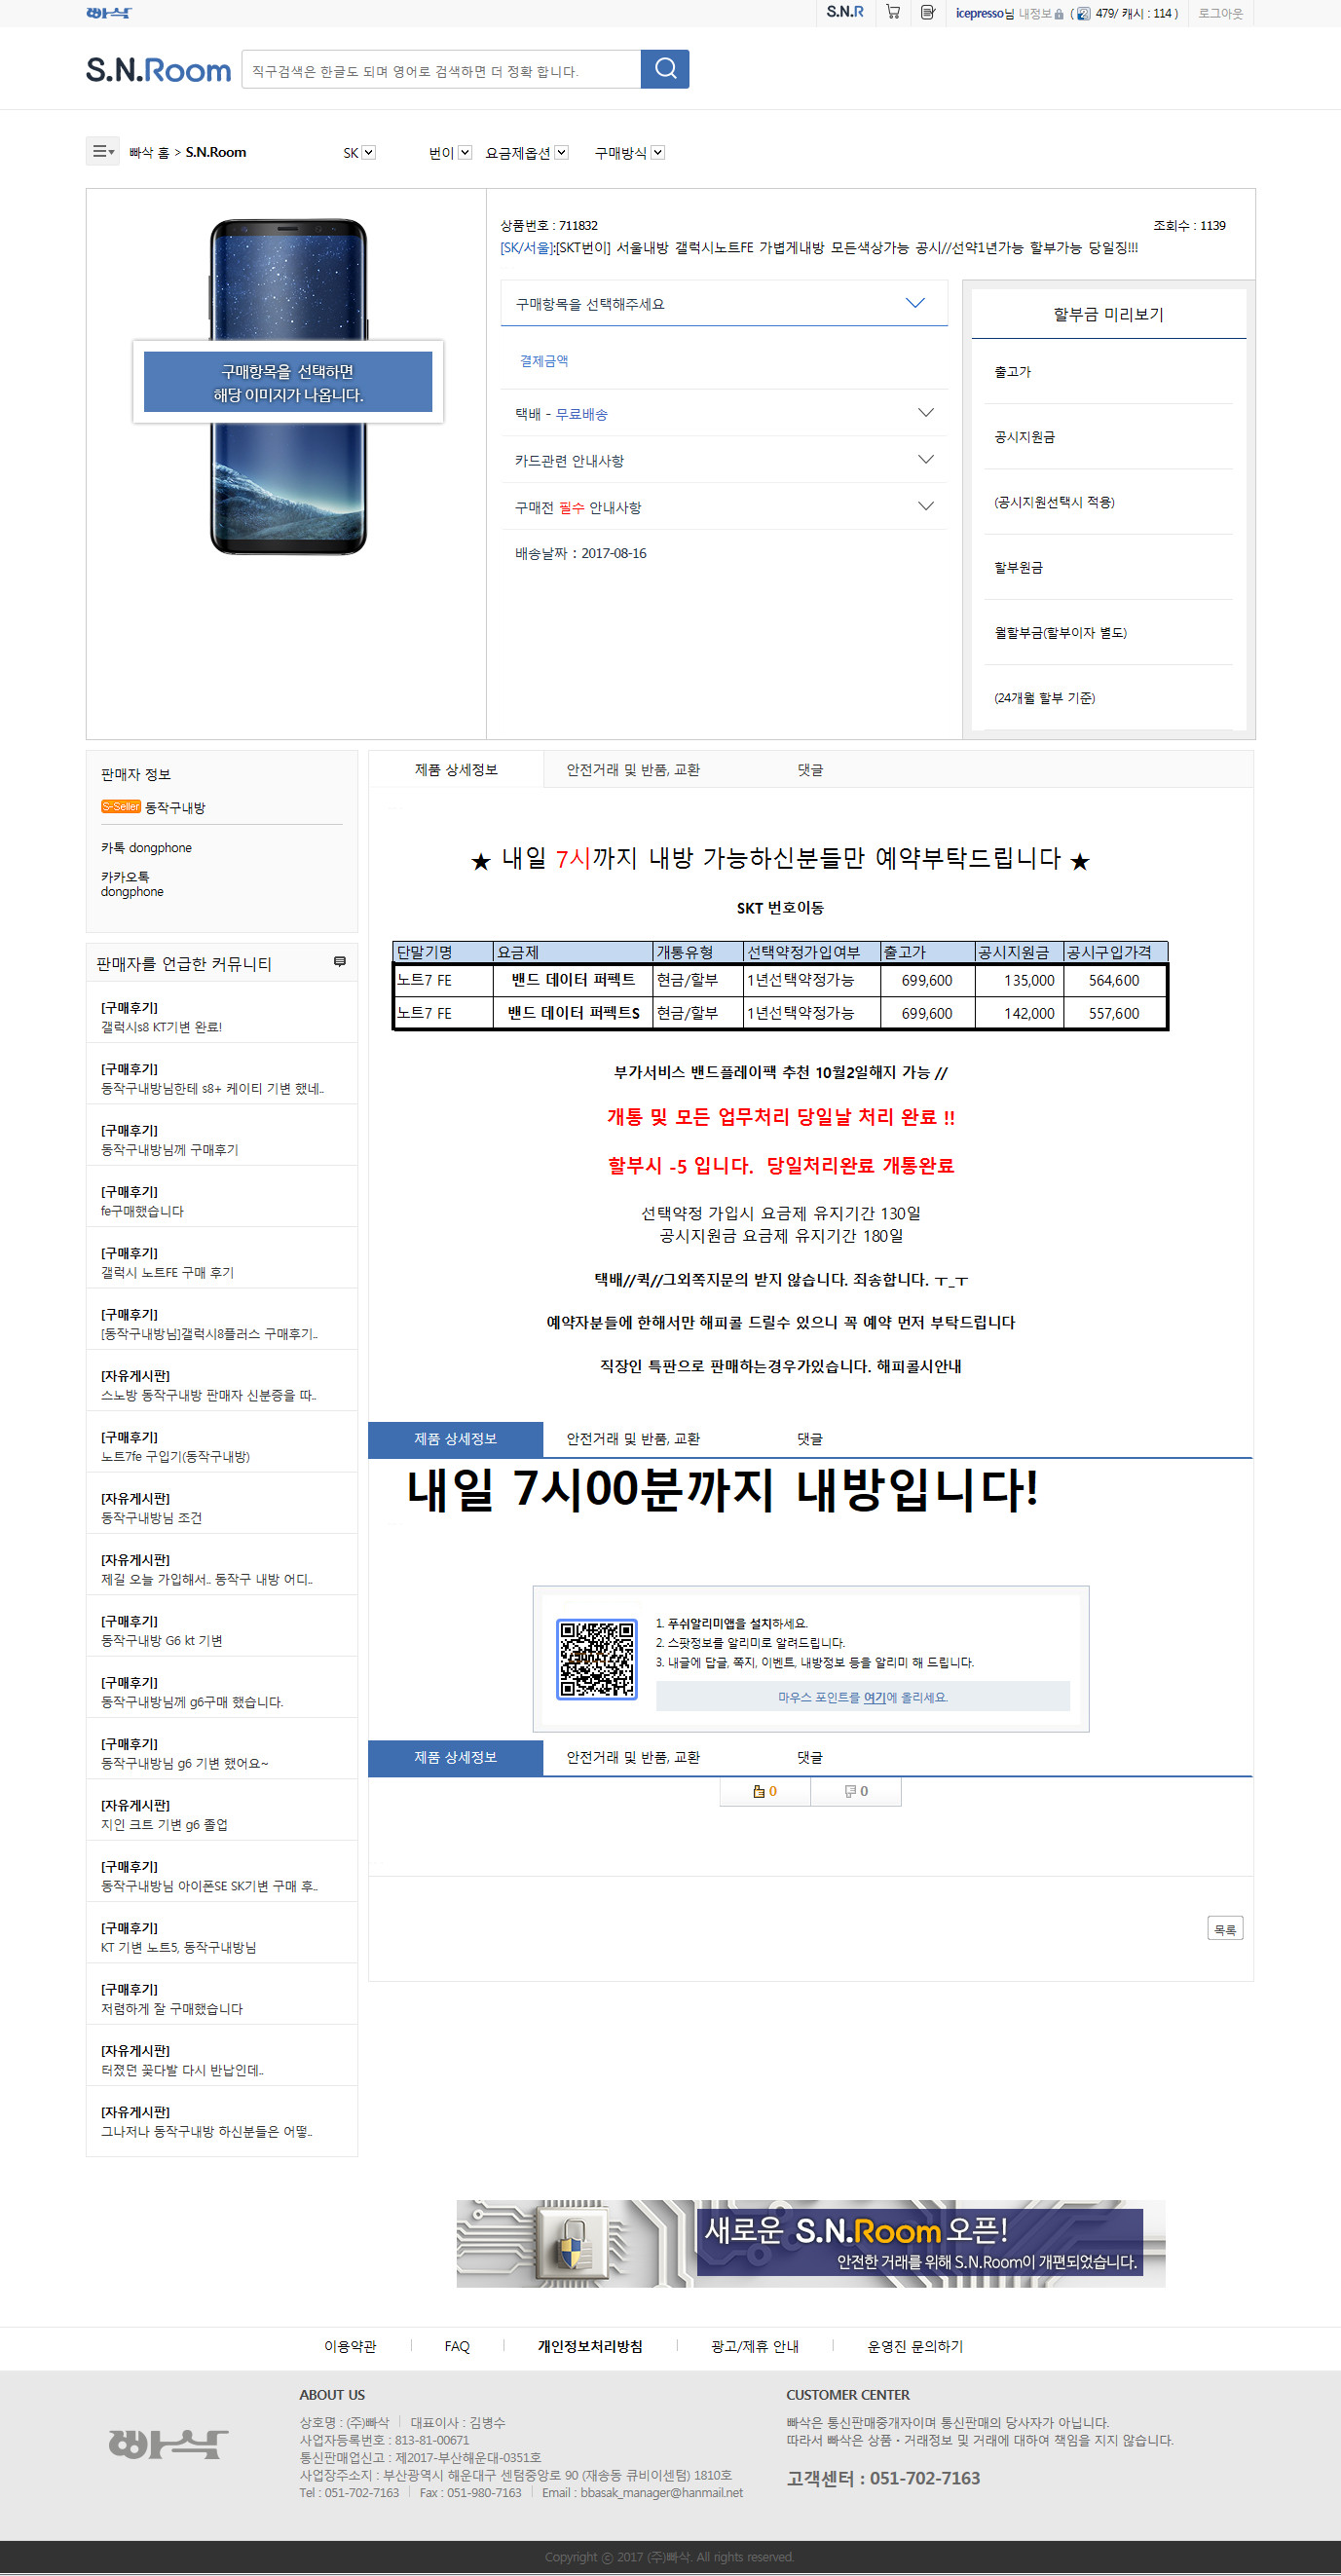 빠삭
S.N.R
icepresso님 내정보 ( 479/ 캐시 : 114 )
로그아웃
S.N.Room
직구검색은 한글도 되며 영어로 검색하면 더 정확 합니다.
빠삭 홈 > S.N.Room
SK
번이
요금제옵션
구매방식
구매항목을 선택하면
해당 이미지가 나옵니다.
상품번호 : 711832
조회수 : 1139
[SK/서울]:[SKT번이] 서울내방 갤럭시노트FE 가볍게내방 모든색상가능 공시//선약1년가능 할부가능 당일징!!!
구매항목을 선택해주세요
결제금액
택배 - 무료배송
카드관련 안내사항
구매전 필수 안내사항
배송날짜 : 2017-08-16
할부금 미리보기
출고가
공시지원금
(공시지원선택시 적용)
할부원금
월할부금(할부이자 별도)
(24개월 할부 기준)
판매자 정보
S-Seller 동작구내방
카톡 dongphone
카카오톡
dongphone
판매자를 언급한 커뮤니티
[구매후기]
갤럭시s8 KT기변 완료!
[구매후기]
동작구내방님한테 s8+ 케이티 기변 했네..
[구매후기]
동작구내방님께 구매후기
[구매후기]
fe구매했습니다
[구매후기]
갤럭시 노트FE 구매 후기
[구매후기]
[동작구내방님]갤럭시8플러스 구매후기..
[자유게시판]
스노방 동작구내방 판매자 신분증을 따..
[구매후기]
노트7fe 구입기(동작구내방)
[자유게시판]
동작구내방님 조건
[자유게시판]
제길 오늘 가입해서.. 동작구 내방 어디..
[구매후기]
동작구내방 G6 kt 기변
[구매후기]
동작구내방님께 g6구매 했습니다.
[구매후기]
동작구내방님 g6 기변 했어요~
[자유게시판]
지인 크트 기변 g6 졸업
[구매후기]
동작구내방님 아이폰SE SK기변 구매 후..
[구매후기]
KT 기변 노트5, 동작구내방님
[구매후기]
저렴하게 잘 구매했습니다
[자유게시판]
터졌던 꽃다발 다시 반납인데..
[자유게시판]
그나저나 동작구내방 하신분들은 어떻..
제품 상세정보
안전거래 및 반품, 교환
댓글
★ 내일 7시까지 내방 가능하신분들만 예약부탁드립니다 ★
SKT 번호이동
단말기명 요금제 개통유형 선택약정가입여부 출고가 공시지원금 공시구입가격
노트7 FE 밴드 데이터 퍼펙트 현금/할부 1년선택약정가능 699,600 135,000 564,600
노트7 FE 밴드 데이터 퍼펙트S 현금/할부 1년선택약정가능 699,600 142,000 557,600
부가서비스 밴드플레이팩 추천 10월2일해지 가능 //
개통 및 모든 업무처리 당일날 처리 완료 !!
할부시 -5 입니다. 당일처리완료 개통완료
선택약정 가입시 요금제 유지기간 130일
공시지원금 요금제 유지기간 180일
택배//퀵//그외쪽지문의 받지 않습니다. 죄송합니다. ㅜ_ㅜ
예약자분들에 한해서만 해피콜 드릴수 있으니 꼭 예약 먼저 부탁드립니다
직장인 특판으로 판매하는경우가있습니다. 해피콜시안내
제품 상세정보
안전거래 및 반품, 교환
댓글
내일 7시00분까지 내방입니다!
1. 푸쉬알리미앱을 설치하세요.
2. 스팟정보를 알리미로 알려드립니다.
3. 내글에 답글, 쪽지, 이벤트, 내방정보 등을 알리미 해 드립니다.
마우스 포인트를 여기에 올리세요.
제품 상세정보
안전거래 및 반품, 교환
댓글
0
0
목록
새로운 S.N.Room 오픈!
안전한 거래를 위해 S.N.Room이 개편되었습니다.
이용약관
FAQ
개인정보처리방침
광고/제휴 안내
운영진 문의하기
빠삭
ABOUT US
상호명 : (주)빠삭 대표이사 : 김병수
사업자등록번호 : 813-81-00671
통신판매업신고 : 제2017-부산해운대-0351호
사업장주소지 : 부산광역시 해운대구 센텀중앙로 90 (재송동 큐비이센텀) 1810호
Tel : 051-702-7163 Fax : 051-980-7163 Email : bbasak_manager@hanmail.net
CUSTOMER CENTER
빠삭은 통신판매중개자이며 통신판매의 당사자가 아닙니다.
따라서 빠삭은 상품·거래정보 및 거래에 대하여 책임을 지지 않습니다.
고객센터 : 051-702-7163
Copyright ⓒ 2017 (주)빠삭. All rights reserved.